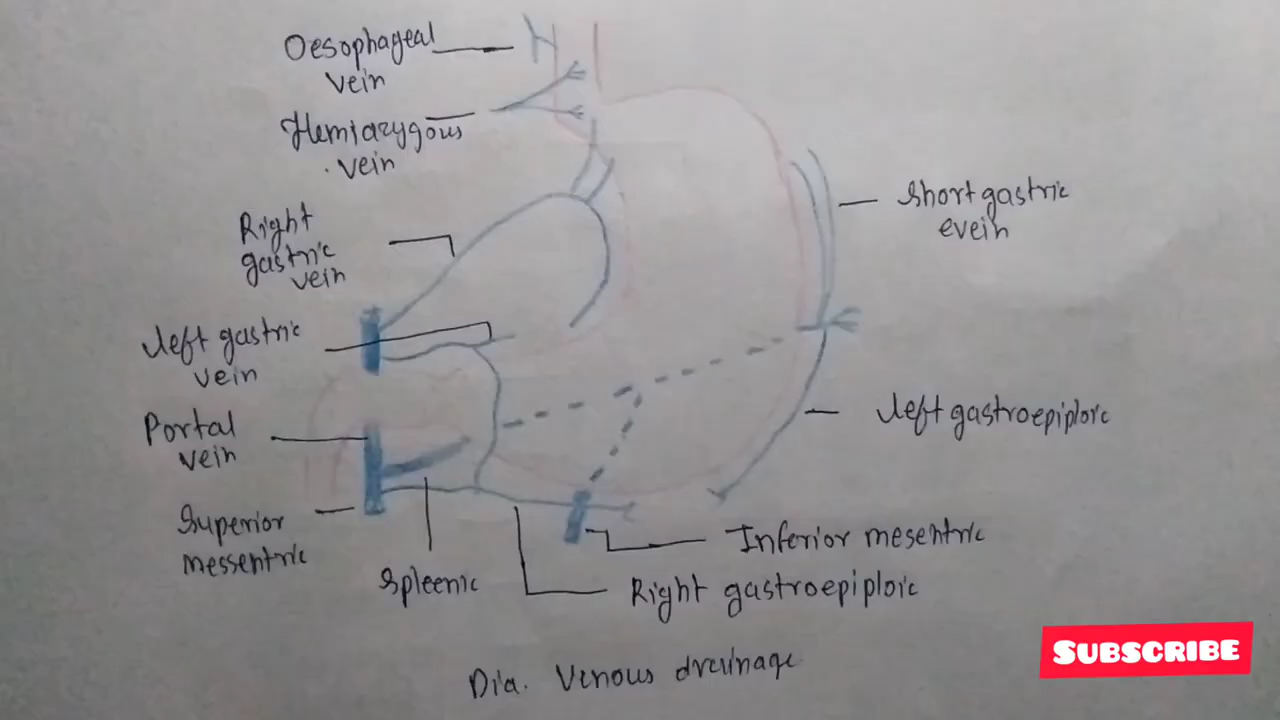 Oesophageal
vein
Hemiazygous
vein
Right
gastric
vein
left gastric
vein
Portal
vein
Superior
messentric
Spleenic
short gastric
evein
left gastroepiploic
Inferior mesentric
Right gastroepiploic
Dia. Venous drainage
SUBSCRIBE